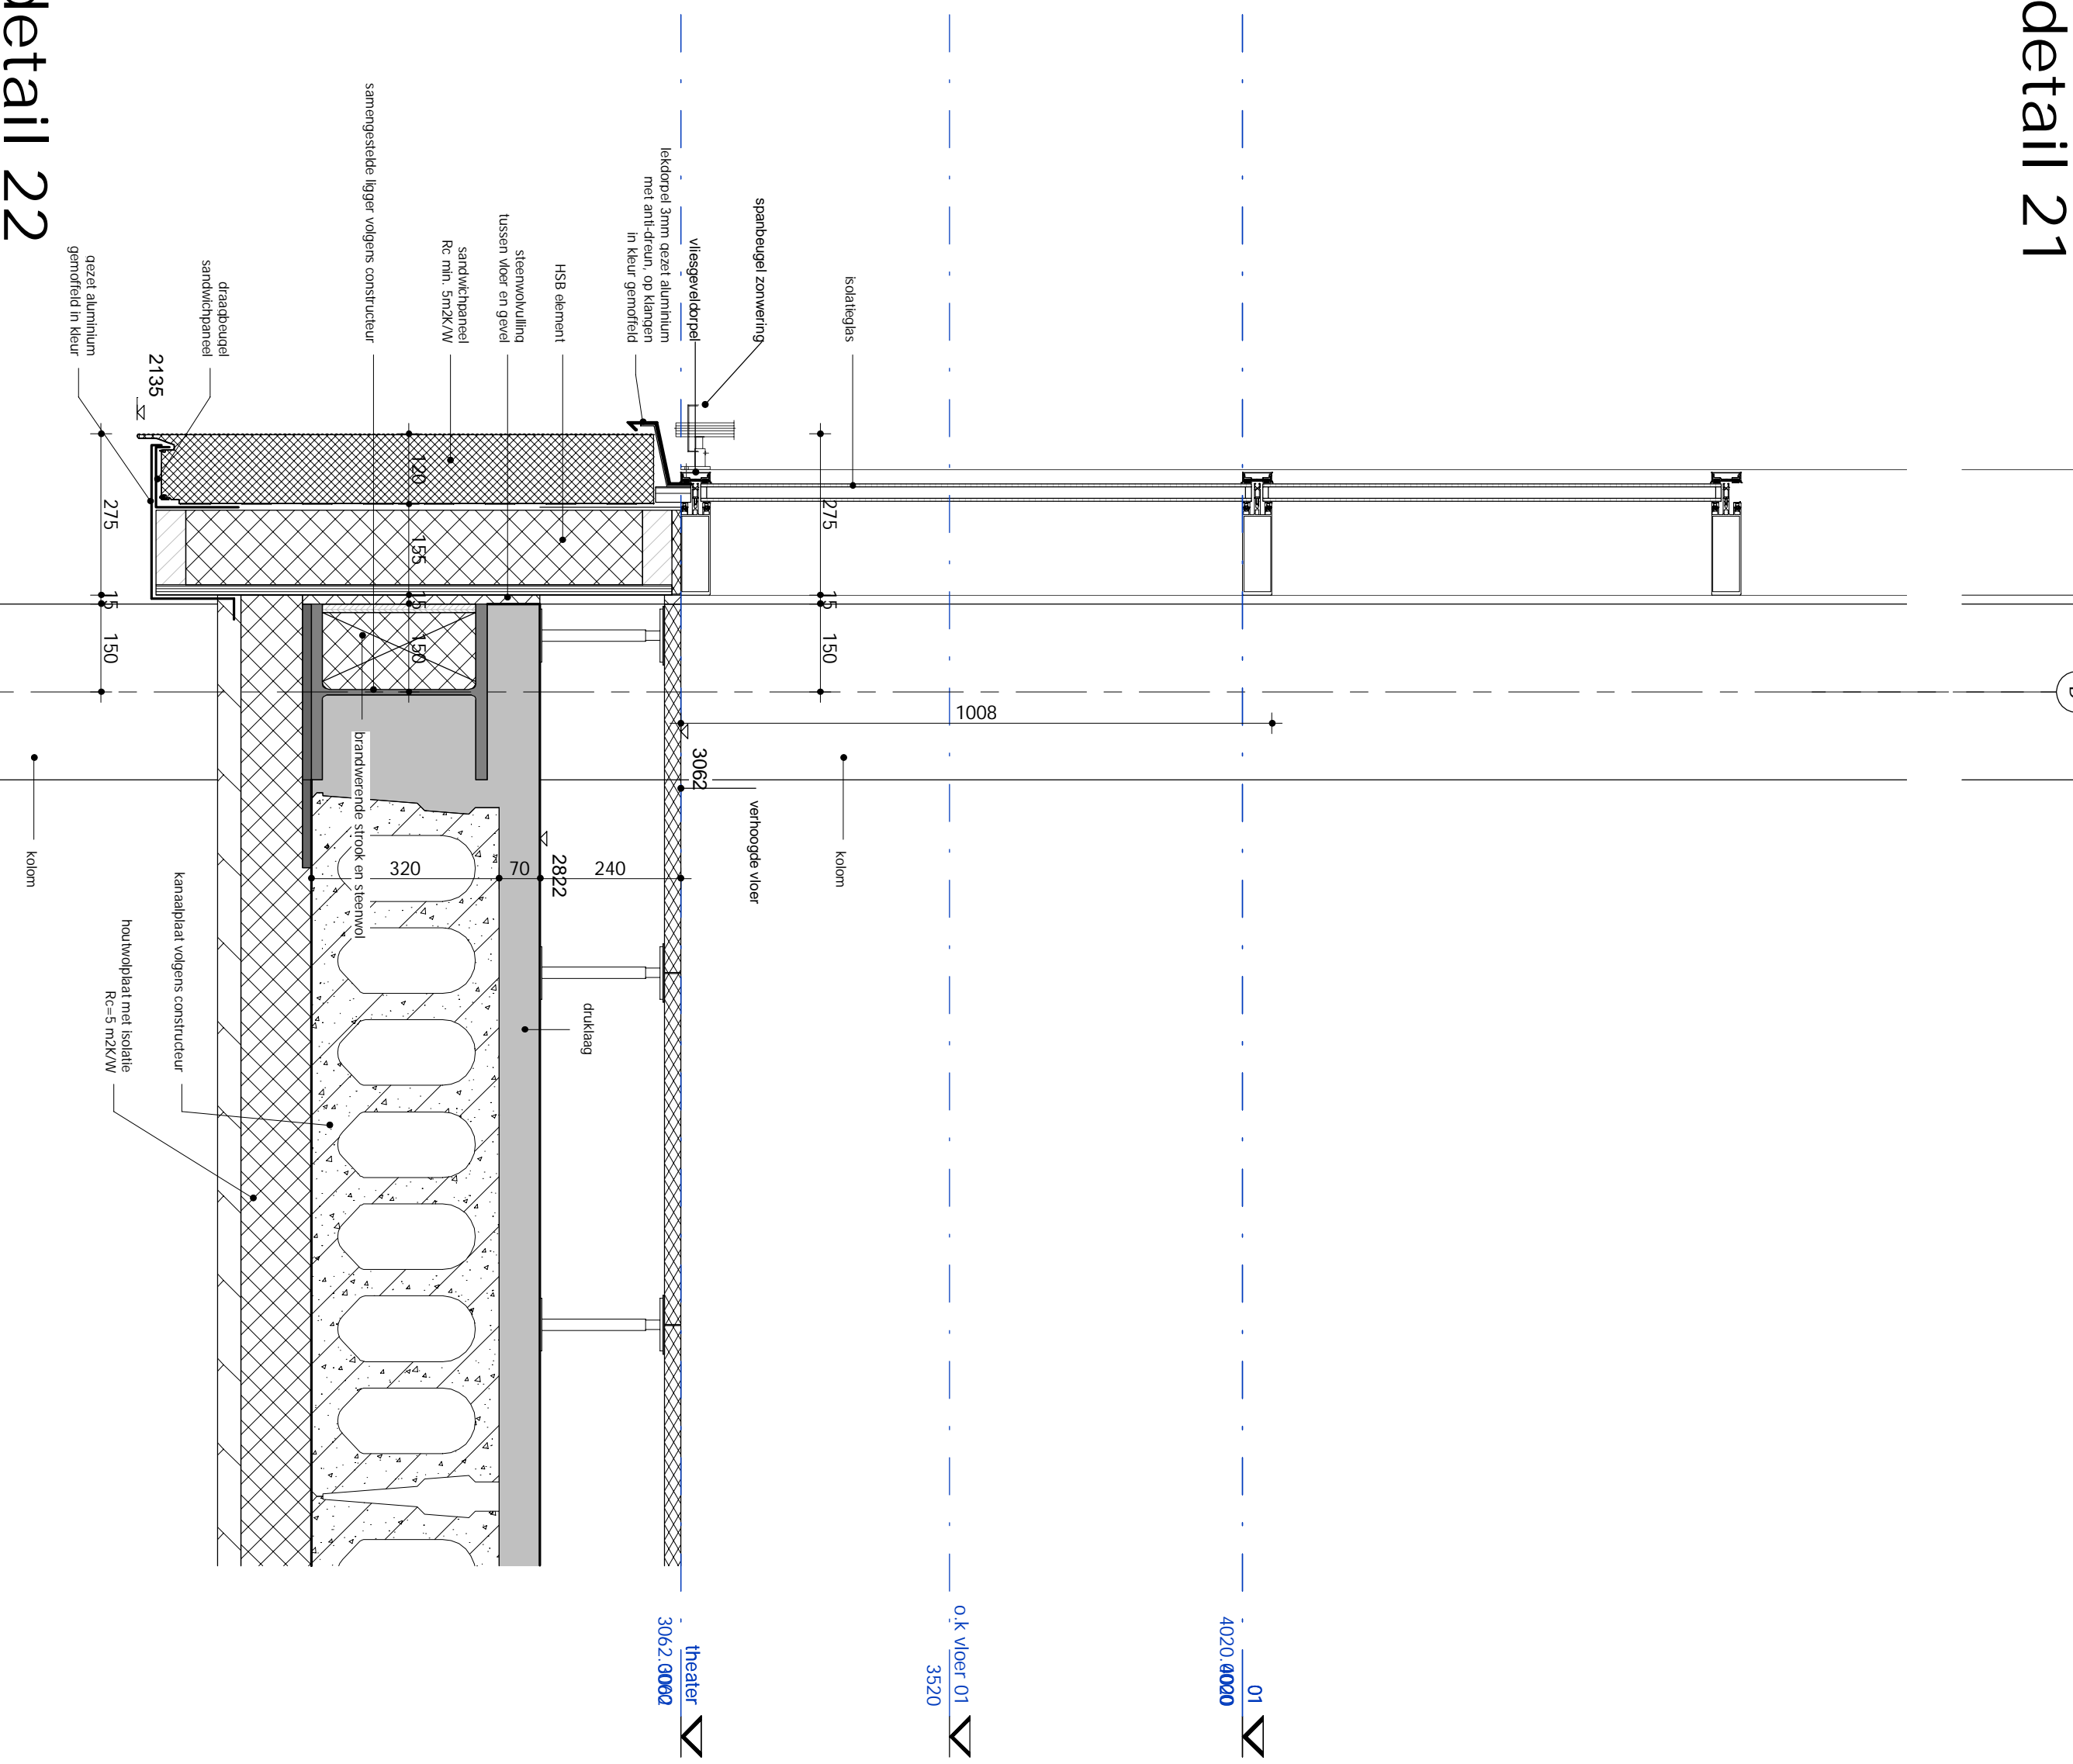 detail 21
detail 22
isolatieglas
spanbeugel zonwering
vliesgeveldorpel
lekdorpel 3mm gezet aluminium
met anti-dreun, op klangen
in kleur gemoffeld
HSB element
steenwolvulling
tussen vloer en gevel
sandwichpaneel
Rc min. 5m2K/W
samengestelde ligger volgens constructeur
draagbeugel
sandwichpaneel
gezet aluminium
gemoffeld in kleur
2135
275
15
150
120
155
15
150
275
15
150
1008
3062
verhoogde vloer
kolom
kolom
brandwerende strook en steenwol
320
70
240
2822
druklaag
kanaalplaat volgens constructeur
houtwolplaat met isolatie
Rc=5 m2K/W
theater
3062
o.k vloer 01
3520
01
4020